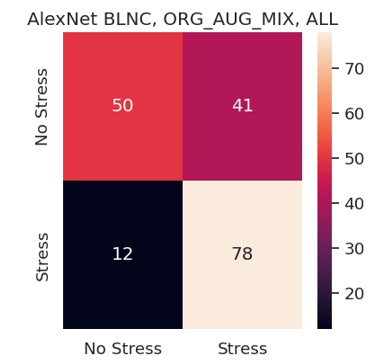 AlexNet BLNC, ORG_AUG_MIX, ALL
No Stress
50
41
70
60
50
40
30
20
Stress
12
78
No Stress
Stress